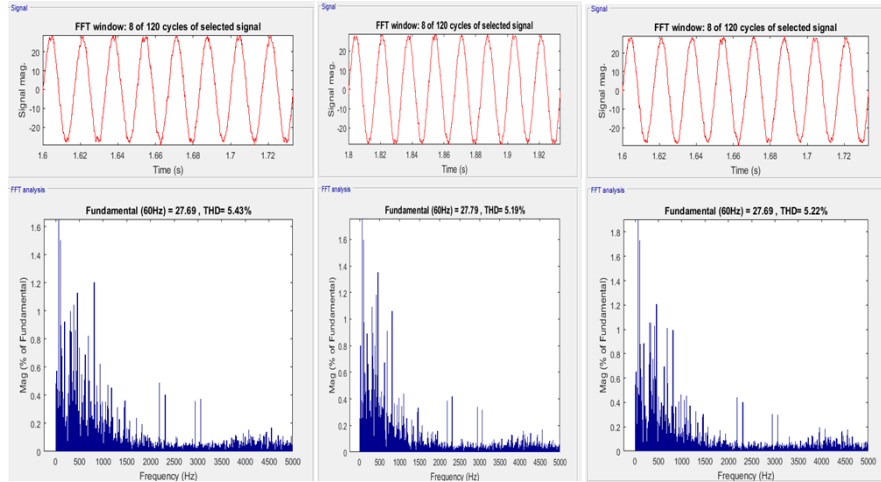 Signal
FFT window: 8 of 120 cycles of selected signal
Signal mag.
20
10
0
-10
-20
1.6 1.62 1.64 1.66 1.68 1.7 1.72
Time (s)
FFT analysis
Fundamental (60Hz) = 27.69 , THD= 5.43%
Mag (% of Fundamental)
1.6
1.4
1.2
1
0.8
0.6
0.4
0.2
0
0 500 1000 1500 2000 2500 3000 3500 4000 4500 5000
Frequency (Hz)
Signal
FFT window: 8 of 120 cycles of selected signal
Signal mag.
20
10
0
-10
-20
1.8 1.82 1.84 1.86 1.88 1.9 1.92
Time (s)
FFT analysis
Fundamental (60Hz) = 27.79 , THD= 5.19%
Mag (% of Fundamental)
1.6
1.4
1.2
1
0.8
0.6
0.4
0.2
0
0 500 1000 1500 2000 2500 3000 3500 4000 4500 5000
Frequency (Hz)
Signal
FFT window: 8 of 120 cycles of selected signal
Signal mag.
20
10
0
-10
-20
1.6 1.62 1.64 1.66 1.68 1.7 1.72
Time (s)
FFT analysis
Fundamental (60Hz) = 27.69 , THD= 5.22%
Mag (% of Fundamental)
1.8
1.6
1.4
1.2
1
0.8
0.6
0.4
0.2
0
0 500 1000 1500 2000 2500 3000 3500 4000 4500 5000
Frequency (Hz)